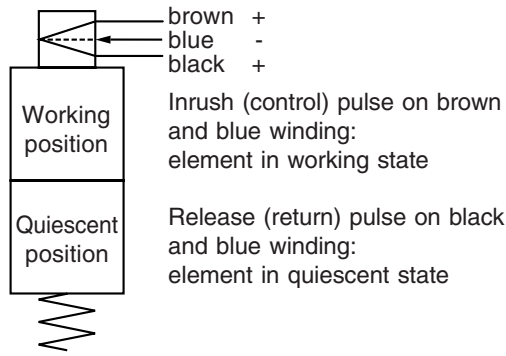 brown +
blue -
black +
Working
position
Inrush (control) pulse on brown
and blue winding:
element in working state
Quiescent
position
Release (return) pulse on black
and blue winding:
element in quiescent state